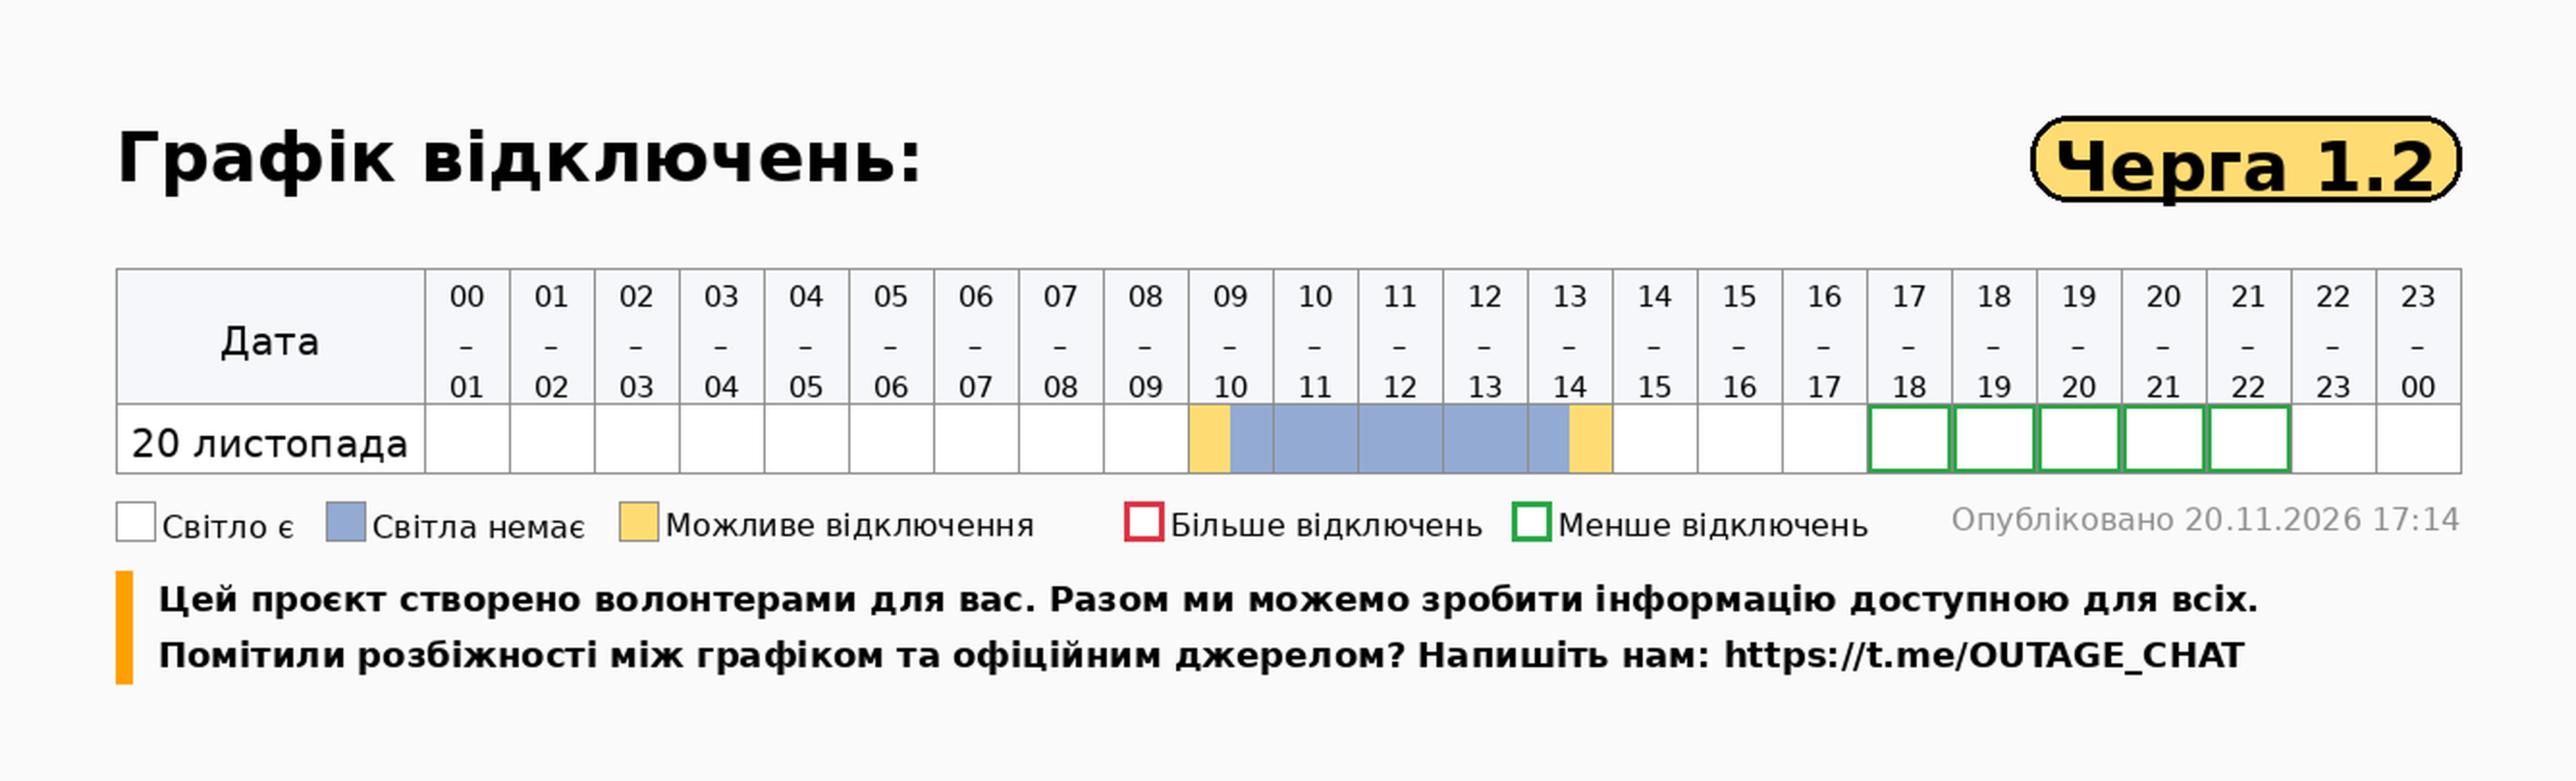 Графік відключень:
Черга 1.2
Дата
00 – 01
01 – 02
02 – 03
03 – 04
04 – 05
05 – 06
06 – 07
07 – 08
08 – 09
09 – 10
10 – 11
11 – 12
12 – 13
13 – 14
14 – 15
15 – 16
16 – 17
17 – 18
18 – 19
19 – 20
20 – 21
21 – 22
22 – 23
23 – 00
20 листопада
Світло є
Світла немає
Можливе відключення
Більше відключень
Менше відключень
Опубліковано 20.11.2026 17:14
Цей проєкт створено волонтерами для вас. Разом ми можемо зробити інформацію доступною для всіх.
Помітили розбіжності між графіком та офіційним джерелом? Напишіть нам: https://t.me/OUTAGE_CHAT